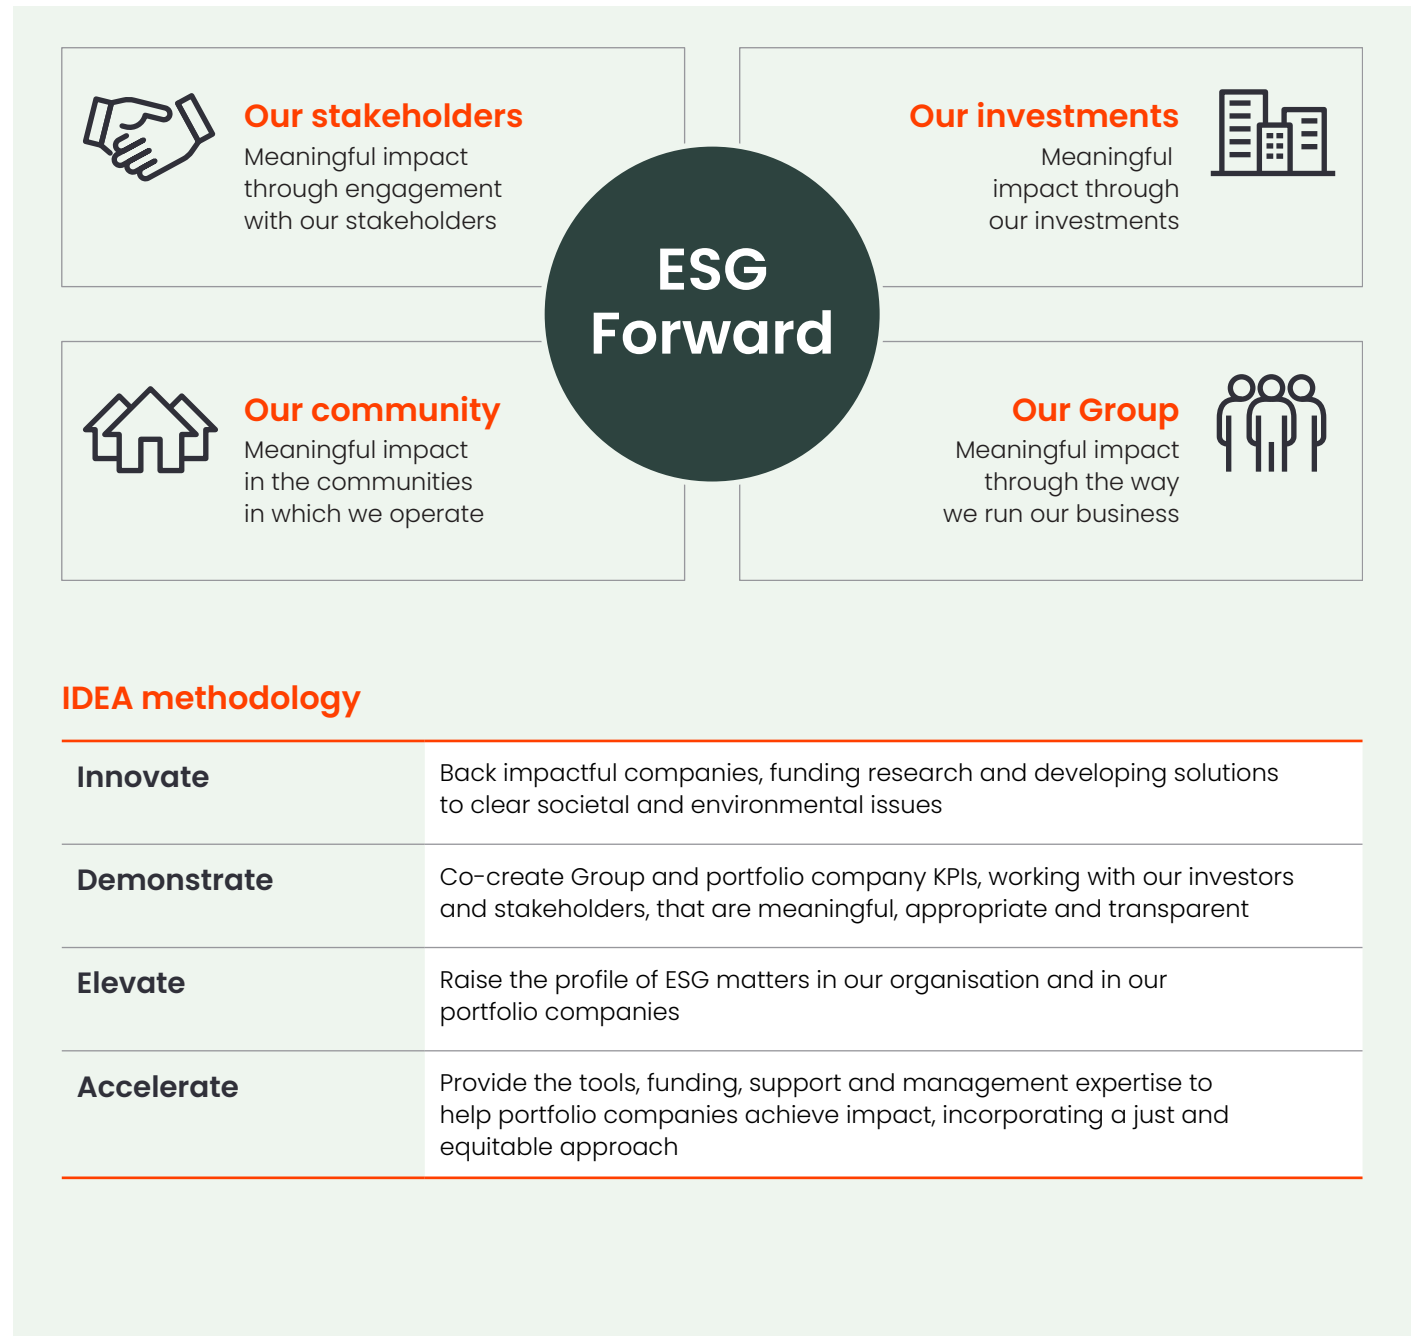 Our stakeholders
Meaningful impact
through engagement
with our stakeholders
Our investments
Meaningful
impact through
our investments
ESG
Forward
Our community
Meaningful impact
in the communities
in which we operate
Our Group
Meaningful impact
through the way
we run our business
IDEA methodology
Innovate
Back impactful companies, funding research and developing solutions
to clear societal and environmental issues
Demonstrate
Co-create Group and portfolio company KPIs, working with our investors
and stakeholders, that are meaningful, appropriate and transparent
Elevate
Raise the profile of ESG matters in our organisation and in our
portfolio companies
Accelerate
Provide the tools, funding, support and management expertise to
help portfolio companies achieve impact, incorporating a just and
equitable approach